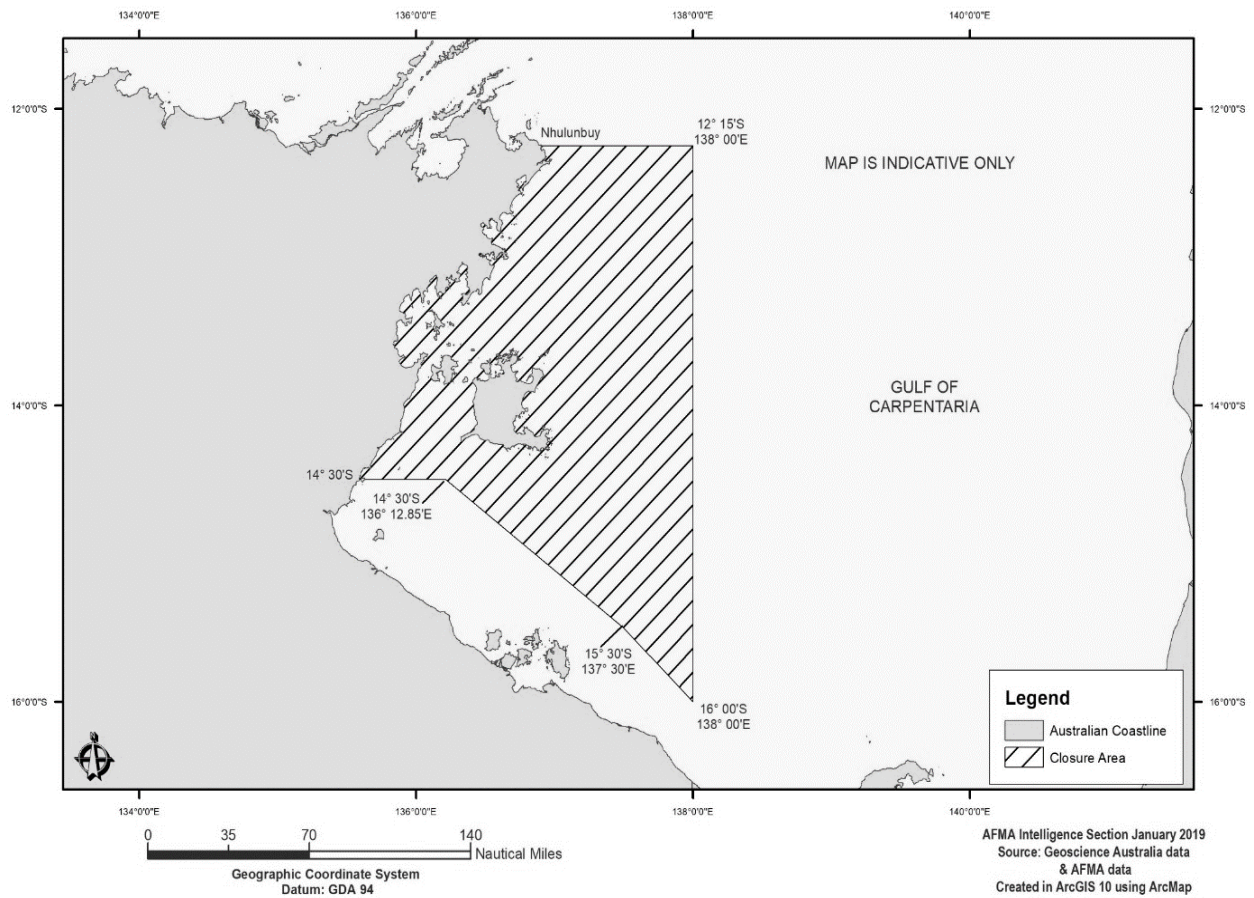 134°0'0"E
136°0'0"E
138°0'0"E
140°0'0"E
12°0'0"S
12°0'0"S
Nhulunbuy
12° 15'S
138° 00'E
MAP IS INDICATIVE ONLY
14°0'0"S
14°0'0"S
GULF OF
CARPENTARIA
14° 30'S
14° 30'S
136° 12.85'E
15° 30'S
137° 30'E
16°0'0"S
16°0'0"S
16° 00'S
138° 00'E
Legend
Australian Coastline
Closure Area
134°0'0"E
136°0'0"E
138°0'0"E
140°0'0"E
0 35 70 140
Nautical Miles
Geographic Coordinate System
Datum: GDA 94
AFMA Intelligence Section January 2019
Source: Geoscience Australia data
& AFMA data
Created in ArcGIS 10 using ArcMap